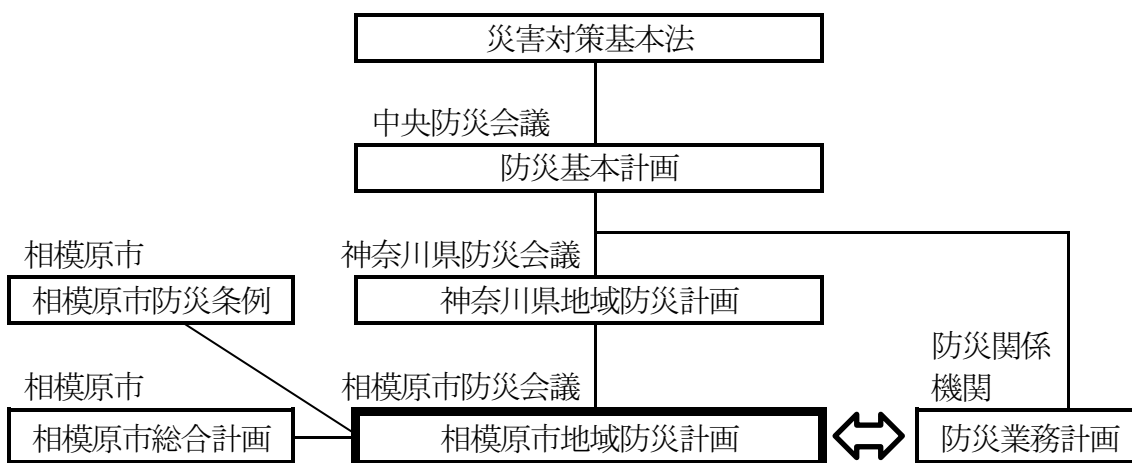 災害対策基本法
中央防災会議
防災基本計画
相模原市
神奈川県防災会議
相模原市防災条例
神奈川県地域防災計画
防災関係
機関
相模原市
相模原市防災会議
相模原市総合計画
相模原市地域防災計画
防災業務計画